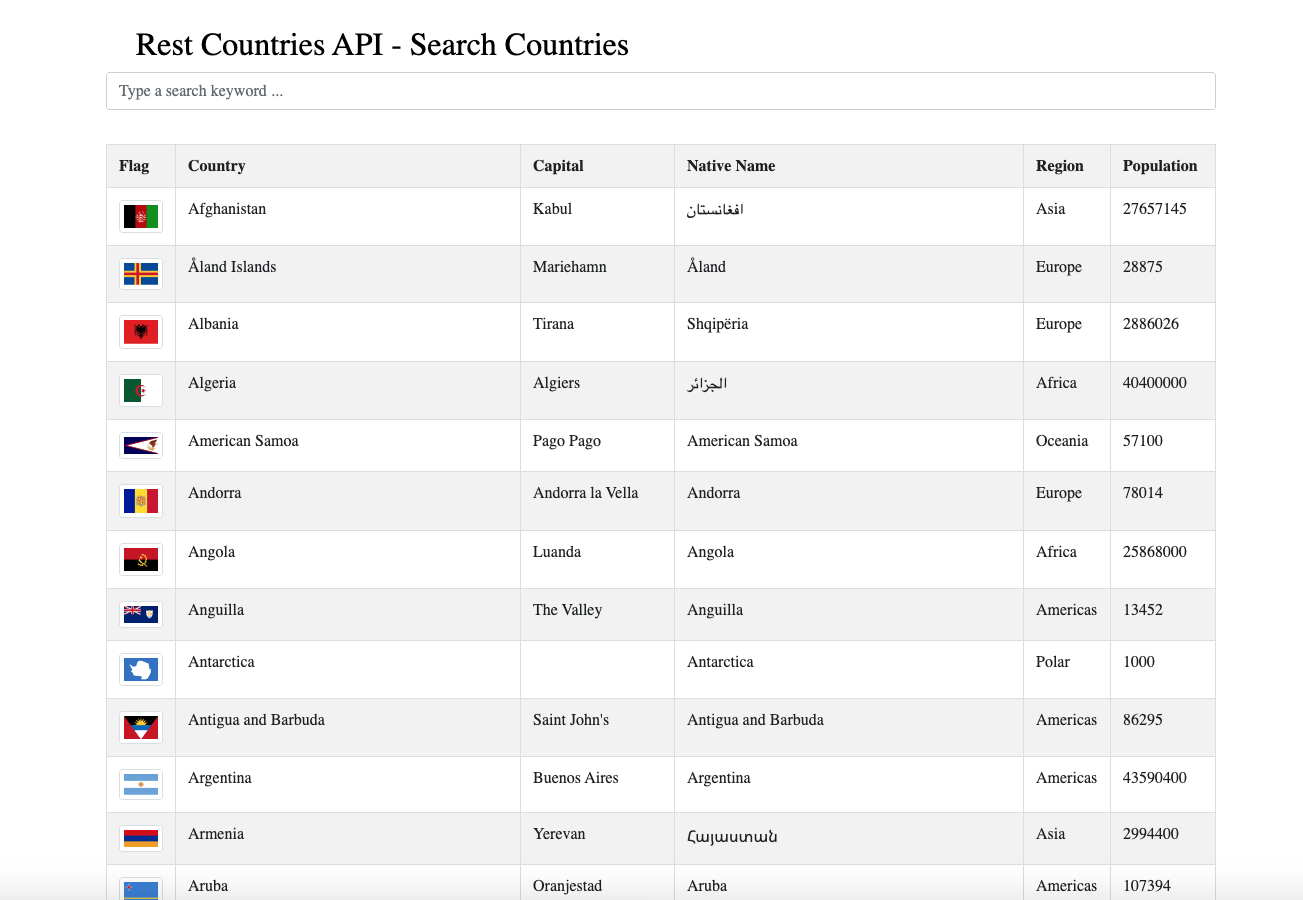 Rest Countries API - Search Countries
Type a search keyword ...
Flag Country Capital Native Name Region Population
Afghanistan Kabul افغانستان Asia 27657145
Åland Islands Mariehamn Åland Europe 28875
Albania Tirana Shqipëria Europe 2886026
Algeria Algiers الجزائر Africa 40400000
American Samoa Pago Pago American Samoa Oceania 57100
Andorra Andorra la Vella Andorra Europe 78014
Angola Luanda Angola Africa 25868000
Anguilla The Valley Anguilla Americas 13452
Antarctica Antarctica Polar 1000
Antigua and Barbuda Saint John's Antigua and Barbuda Americas 86295
Argentina Buenos Aires Argentina Americas 43590400
Armenia Yerevan Հայաստան Asia 2994400
Aruba Oranjestad Aruba Americas 107394